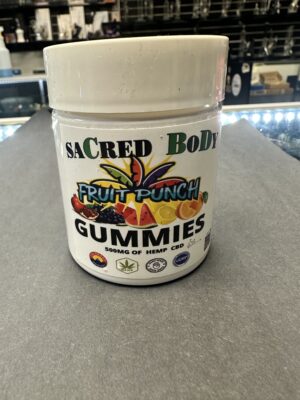 saCRED BoDy
FRUIT PUNCH
GUMMIES
500MG OF HEMP CBD